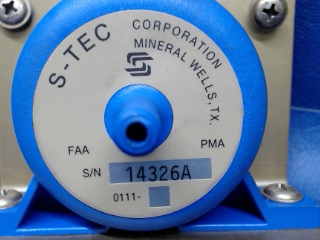 S-TEC CORPORATION
MINERAL WELLS, TX.
FAA PMA
S/N 14326A
0111-